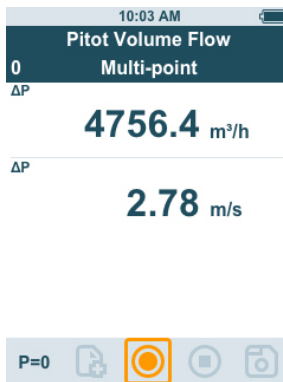 10:03 AM
Pitot Volume Flow
0 Multi-point
ΔP
4756.4 m³/h
ΔP
2.78 m/s
P=0